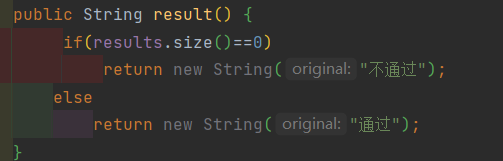 public String result() {
if(results.size()==0)
return new String( original: "不通过");
else
return new String( original: "通过");
}